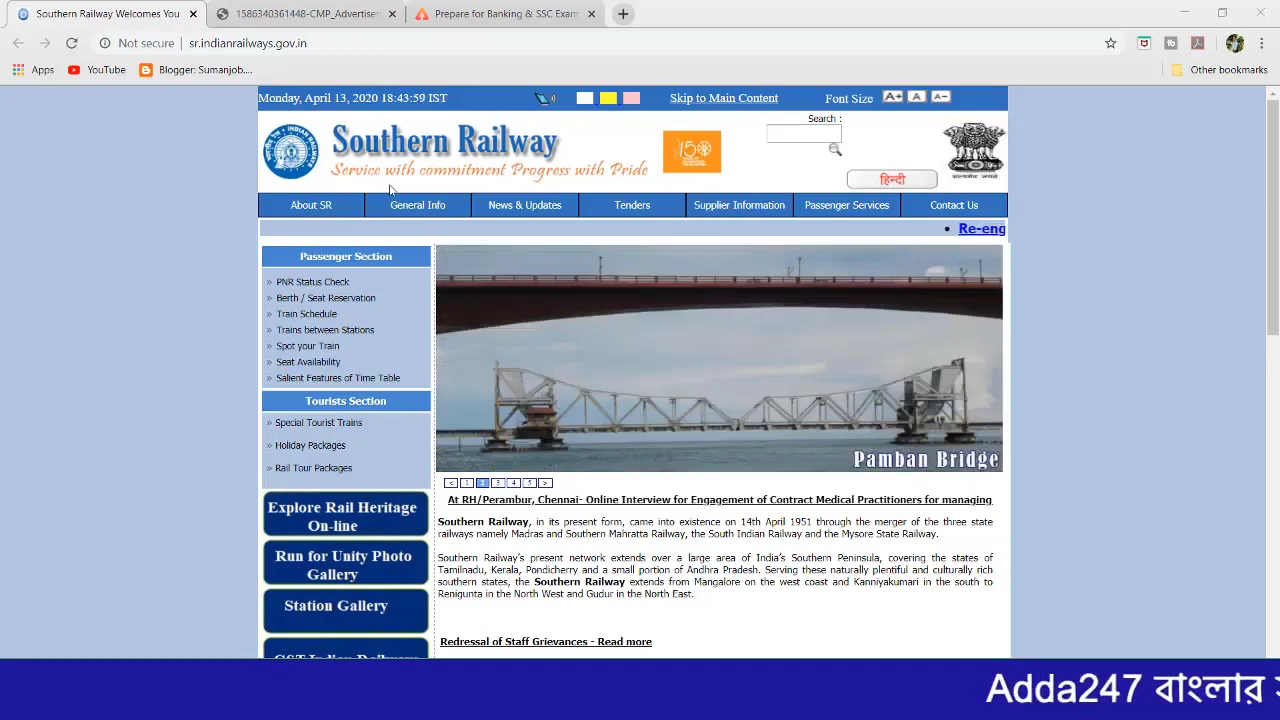 Southern Railway Welcomes You
1586340361448-CMP_Advertisen
Prepare for Banking & SSC Exam
Not secure
sr.indianrailways.gov.in
Apps
YouTube
Blogger: Sumanjob....
Other bookmarks
Monday, April 13, 2020 18:43:59 IST
Skip to Main Content
Font Size
A+ A A-
Southern Railway
Service with commitment Progress with Pride
Search :
हिन्दी
About SR
General Info
News & Updates
Tenders
Supplier Information
Passenger Services
Contact Us
Re-eng
Passenger Section
» PNR Status Check
» Berth / Seat Reservation
» Train Schedule
» Trains between Stations
» Spot your Train
» Seat Availability
» Salient Features of Time Table
Tourists Section
» Special Tourist Trains
» Holiday Packages
» Rail Tour Packages
Explore Rail Heritage
On-line
Run for Unity Photo
Gallery
Station Gallery
GST Indian Railways
Pamban Bridge
< 1 2 3 4 5 >
At RH/Perambur, Chennai- Online Interview for Engagement of Contract Medical Practitioners for managing
Southern Railway, in its present form, came into existence on 14th April 1951 through the merger of the three state
railways namely Madras and Southern Mahratta Railway, the South Indian Railway and the Mysore State Railway.
Southern Railway's present network extends over a large area of India's Southern Peninsula, covering the states of
Tamilnadu, Kerala, Pondicherry and a small portion of Andhra Pradesh. Serving these naturally plentiful and culturally rich
southern states, the Southern Railway extends from Mangalore on the west coast and Kanniyakumari in the south to
Renigunta in the North West and Gudur in the North East.
Redressal of Staff Grievances - Read more
Adda247 বাংলার